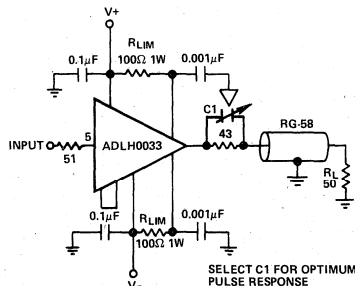 V+
0.1µF
RLIM
100Ω 1W
0.001µF
C1
43
RG-58
INPUT
51
5
ADLH0033
RL
50
0.1µF
RLIM
100Ω 1W
0.001µF
V-
SELECT C1 FOR OPTIMUM
PULSE RESPONSE